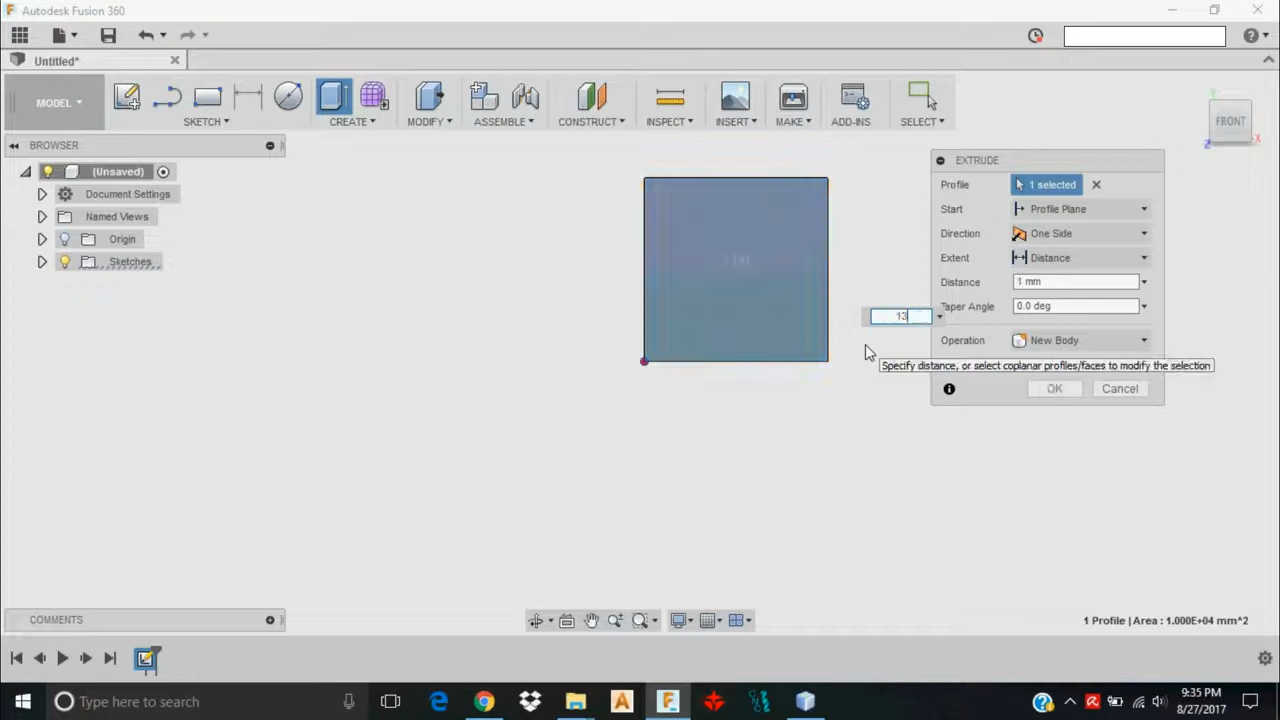 Autodesk Fusion 360
Untitled*
MODEL
SKETCH
CREATE
MODIFY
ASSEMBLE
CONSTRUCT
INSPECT
INSERT
MAKE
ADD-INS
SELECT
FRONT
BROWSER
(Unsaved)
Document Settings
Named Views
Origin
Sketches
EXTRUDE
Profile 1 selected
Start Profile Plane
Direction One Side
Extent Distance
Distance 1 mm
Taper Angle 0.0 deg
13
Operation New Body
Specify distance, or select coplanar profiles/faces to modify the selection
OK Cancel
COMMENTS
1 Profile | Area : 1.000E+04 mm^2
Type here to search
9:35 PM
8/27/2017